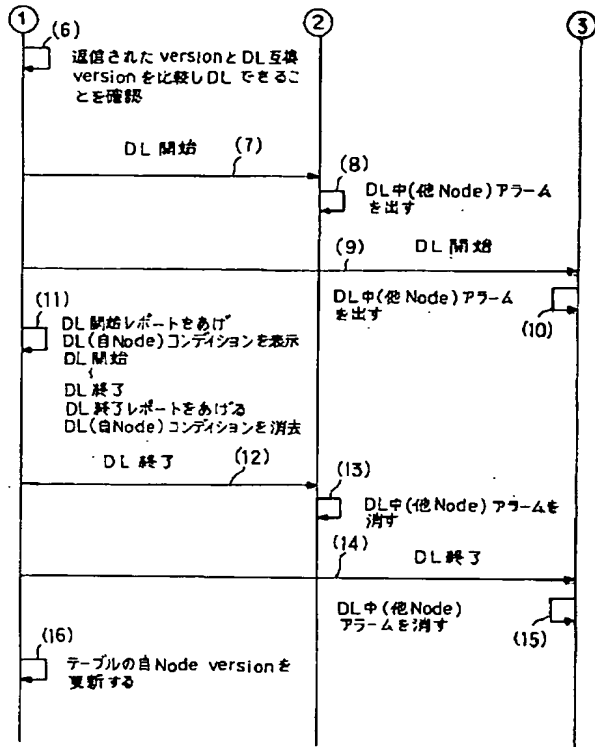 ① ② ③
(6)
返信された versionとDL互換
versionを比較しDLできるこ
とを確認
DL 開始 (7)
(8)
DL中(他Node)アラーム
を出す
(9) DL 開始
(11)
DL中(他Node)アラーム
を出す
(10)
DL開始レポートをあげ
DL(自Node)コンディションを表示
DL開始
〜
DL終了
DL終了レポートをあげる
DL(自Node)コンディションを消去
DL 終了 (12)
(13)
DL中(他Node)アラームを
消す
(14) DL終了
DL中(他Node)
アラームを消す
(15)
(16)
テーブルの自Node versionを
更新する